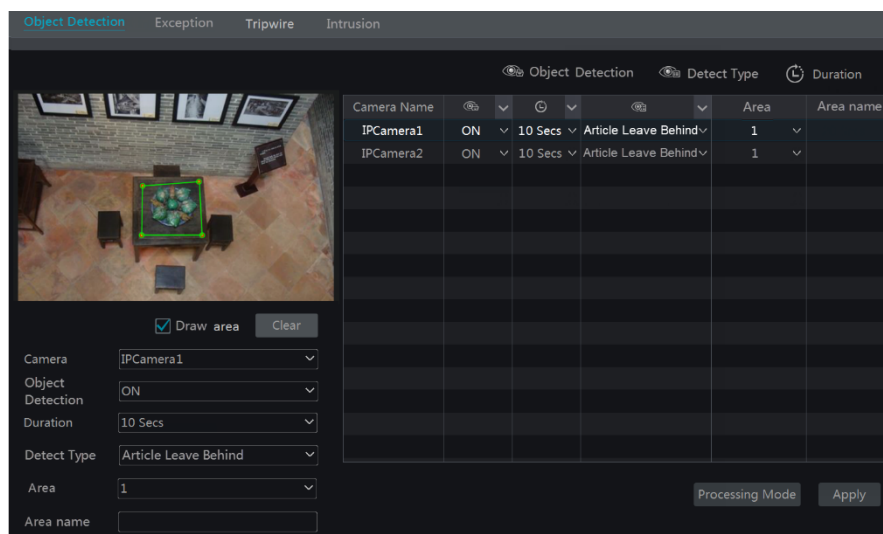 Object Detection Exception Tripwire Intrusion
Object Detection Detect Type Duration
Camera Name Area Area name
IPCamera1 ON 10 Secs Article Leave Behind 1
IPCamera2 ON 10 Secs Article Leave Behind 1
Draw area Clear
Camera IPCamera1
Object Detection ON
Duration 10 Secs
Detect Type Article Leave Behind
Area 1
Area name
Processing Mode Apply